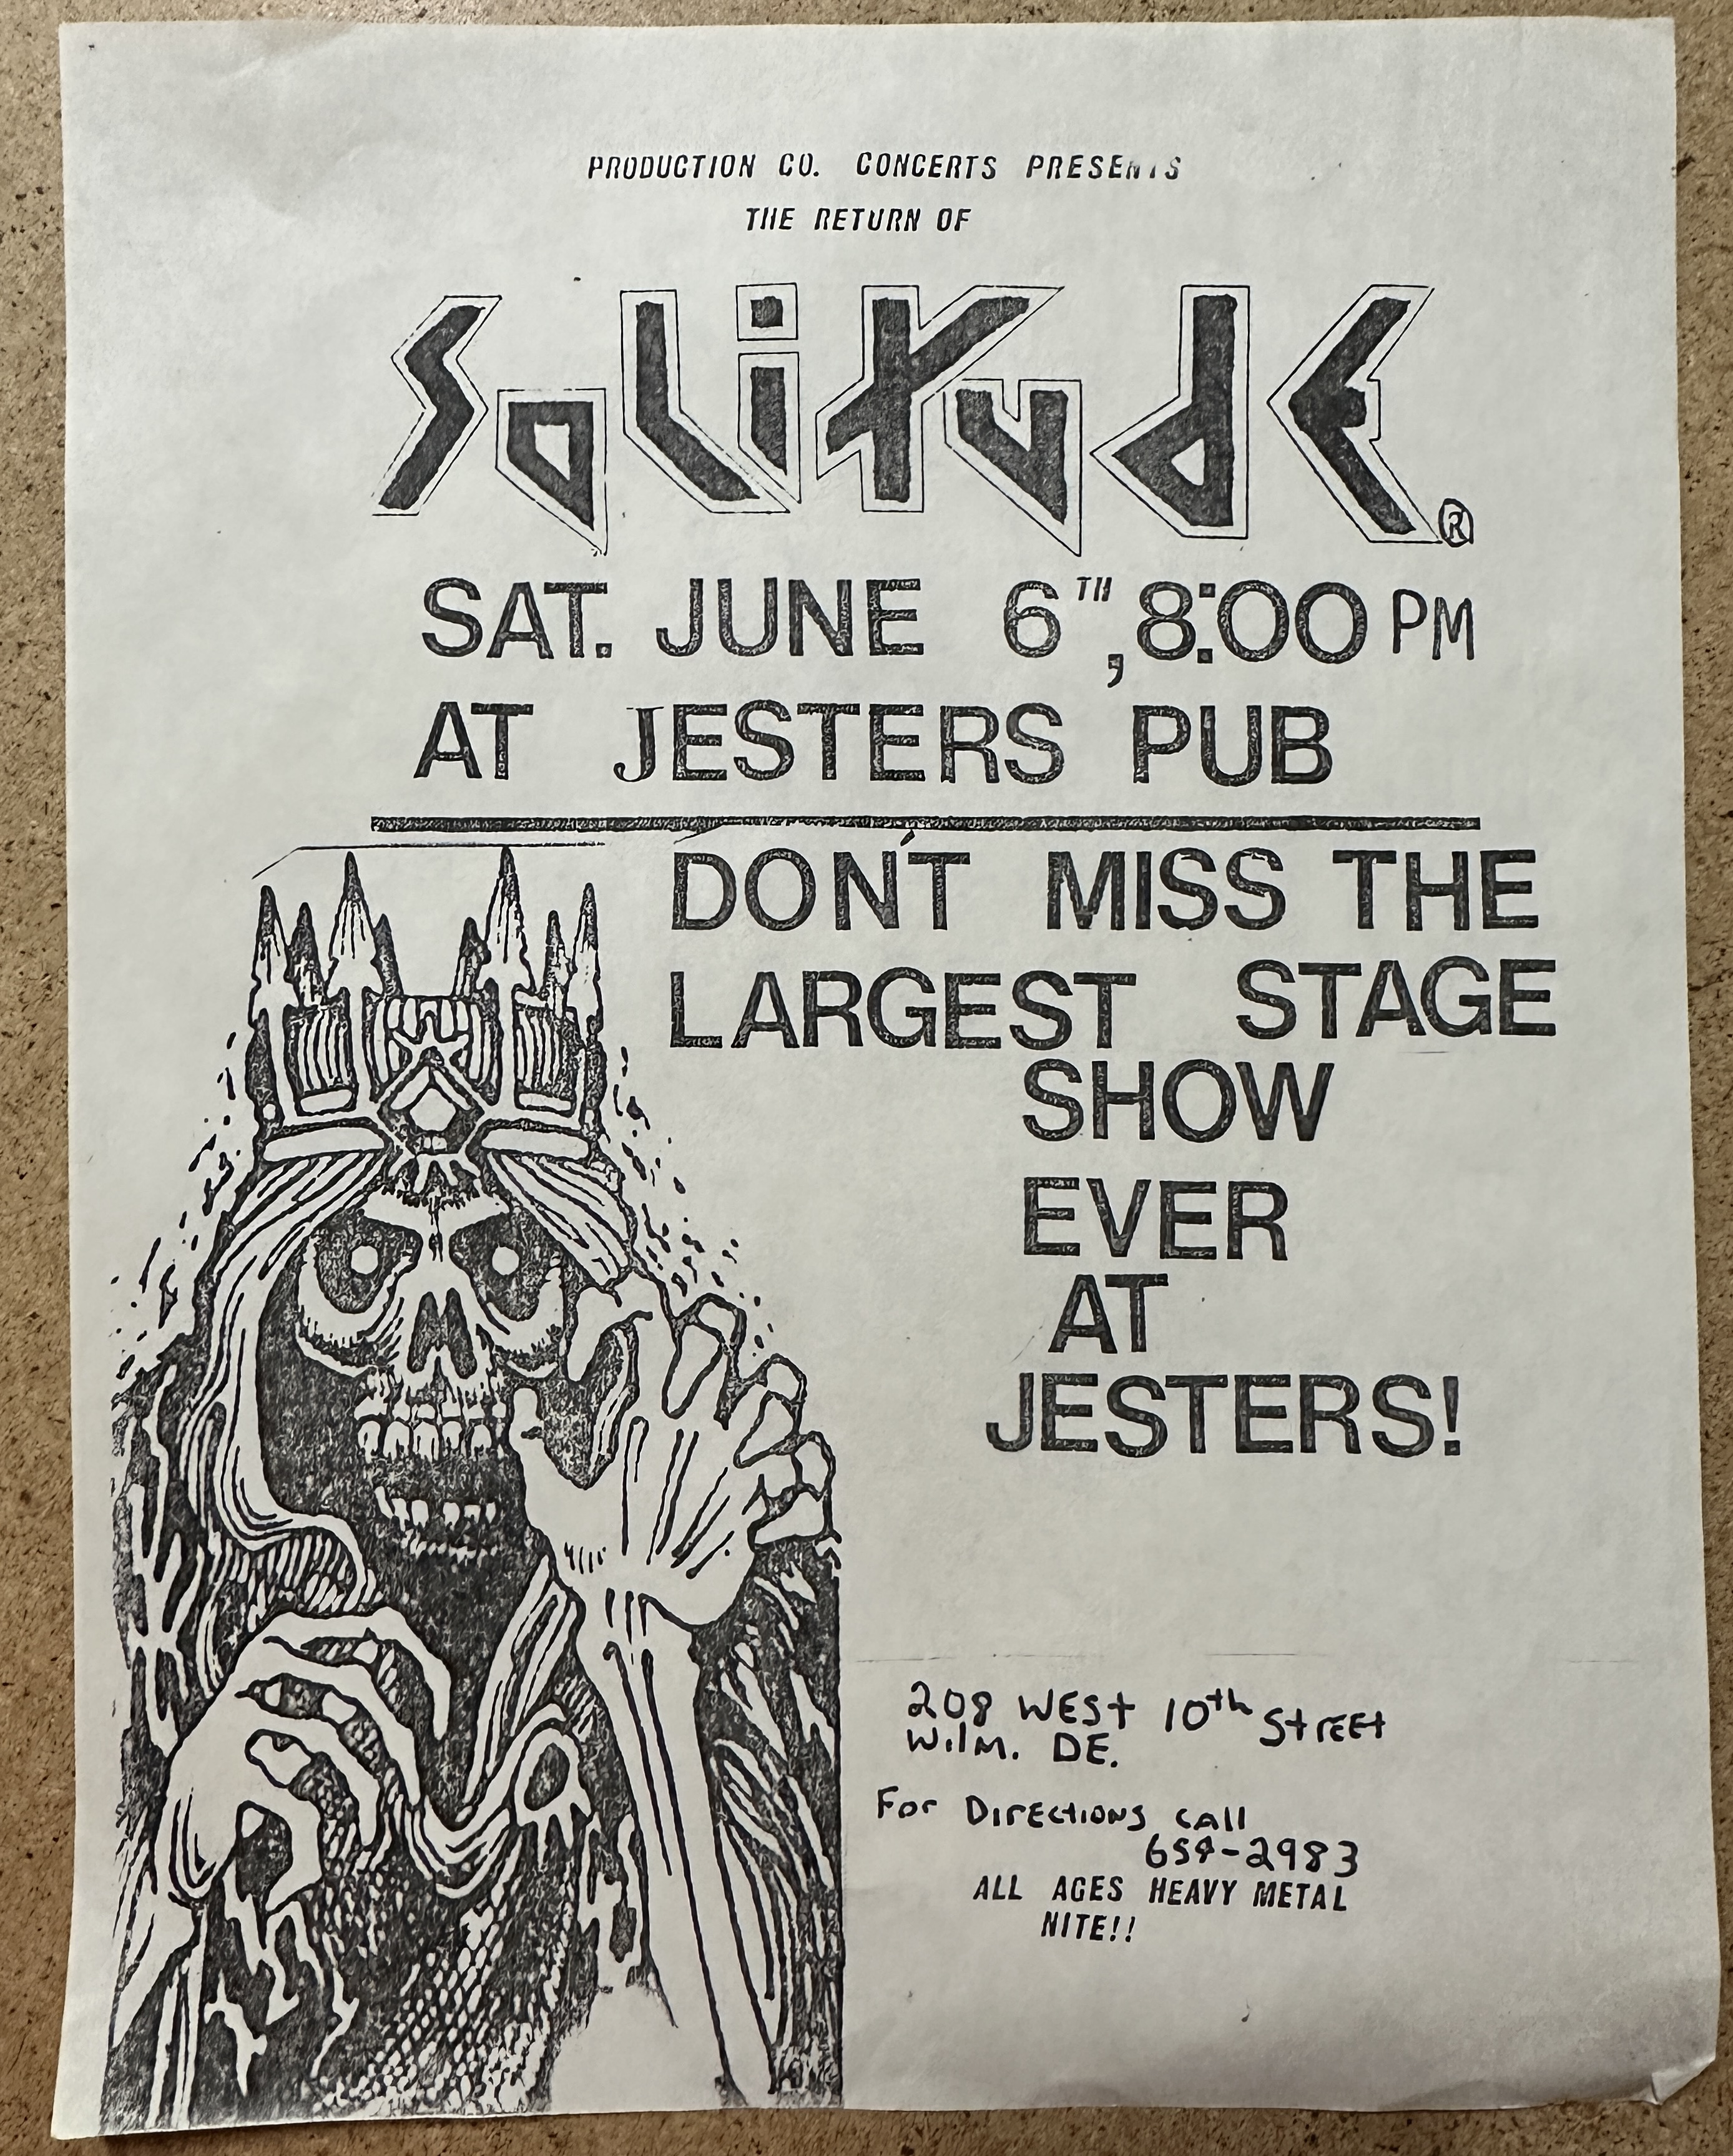 PRODUCTION CO. CONCERTS PRESENTS
THE RETURN OF
SoLiTudE®
SAT. JUNE 6TH, 8:00 PM
AT JESTERS PUB
DON'T MISS THE
LARGEST STAGE
SHOW
EVER
AT
JESTERS!
208 WEST 10th StrEEt
Wilm. DE.
For DirEctioNS cAll
654-2983
ALL AGES HEAVY METAL
NITE!!